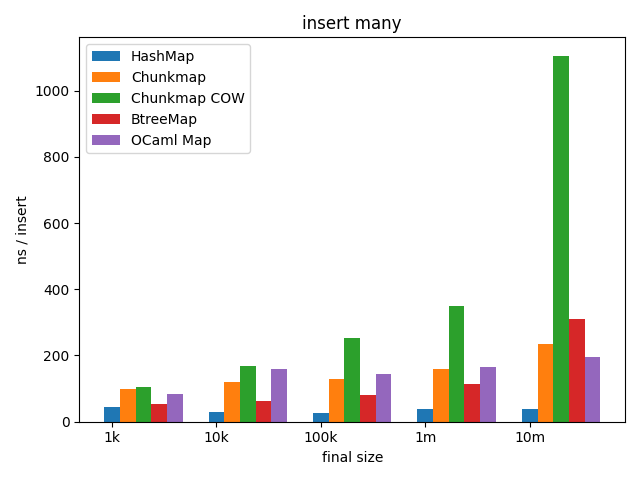 insert many
HashMap
Chunkmap
Chunkmap COW
BtreeMap
OCaml Map
ns / insert
1000
800
600
400
200
0
1k 10k 100k 1m 10m
final size